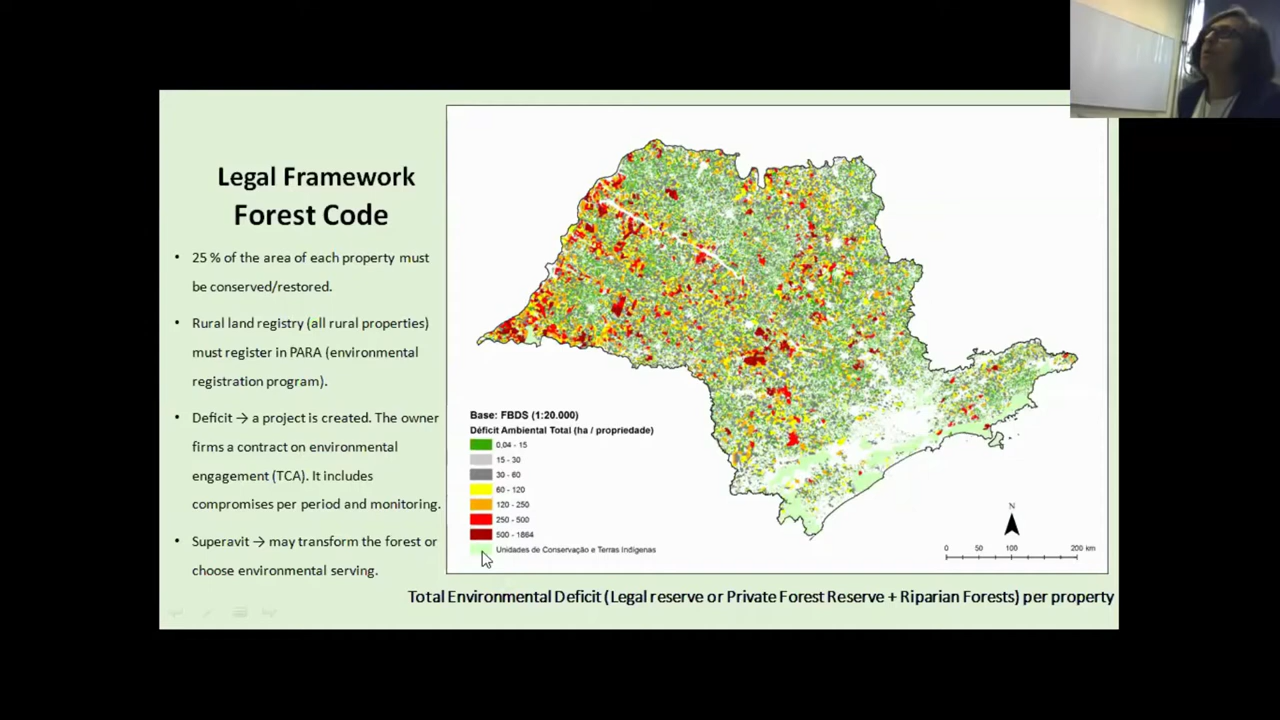 Legal Framework
Forest Code
• 25 % of the area of each property must
be conserved/restored.
• Rural land registry (all rural properties)
must register in PARA (environmental
registration program).
• Deficit → a project is created. The owner
firms a contract on environmental
engagement (TCA). It includes
compromises per period and monitoring.
• Superavit → may transform the forest or
choose environmental serving.
Base: FBDS (1:20.000)
Déficit Ambiental Total (ha / propriedade)
0,04 - 15
15 - 30
30 - 60
60 - 120
120 - 250
250 - 500
500 - 1864
Unidades de Conservação e Terras Indígenas
N
0 50 100 200 km
Total Environmental Deficit (Legal reserve or Private Forest Reserve + Riparian Forests) per property